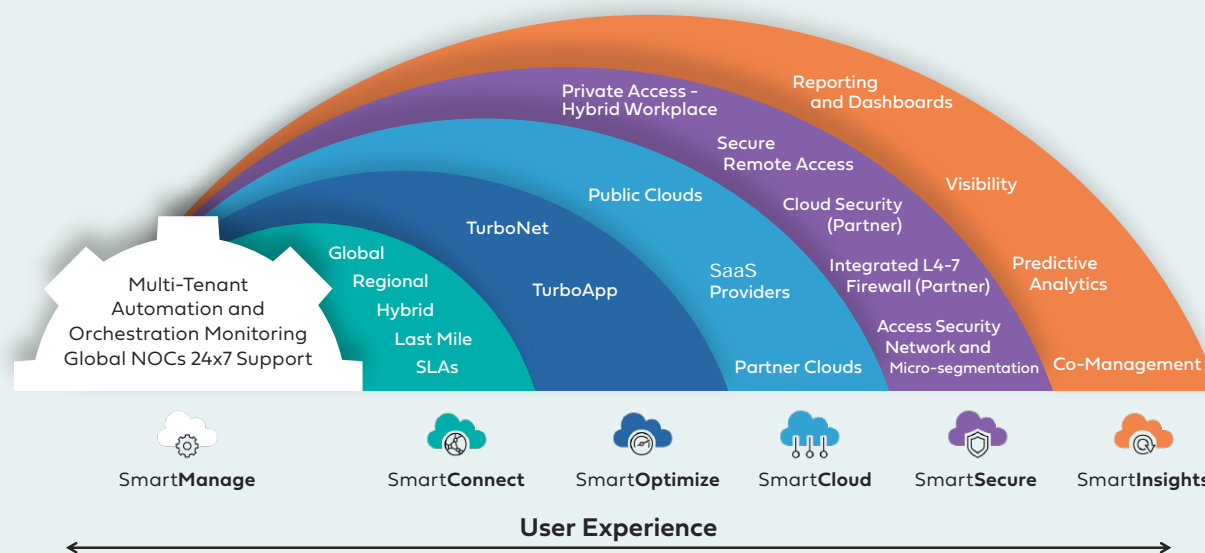 Multi-Tenant
Automation and
Orchestration Monitoring
Global NOCs 24x7 Support
Global
Regional
Hybrid
Last Mile
SLAs
TurboNet
TurboApp
Public Clouds
SaaS
Providers
Partner Clouds
Private Access -
Hybrid Workplace
Secure
Remote Access
Cloud Security
(Partner)
Integrated L4-7
Firewall (Partner)
Access Security
Network and
Micro-segmentation
Reporting
and Dashboards
Visibility
Predictive
Analytics
Co-Management
SmartManage
SmartConnect
SmartOptimize
SmartCloud
SmartSecure
SmartInsights
User Experience